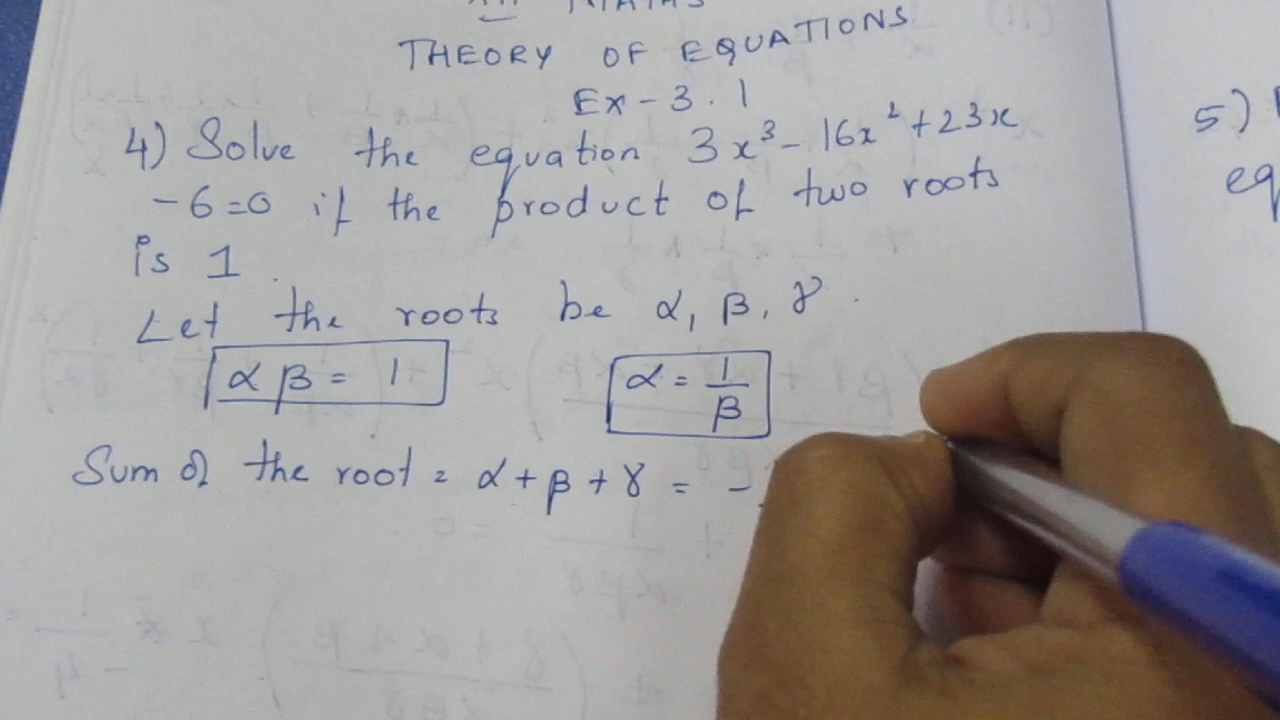 THEORY OF EQUATIONS
Ex - 3.1
4) Solve the equation 3x³ - 16x² + 23x
- 6 = 0 if the product of two roots
is 1
Let the roots be α, β, γ.
αβ = 1
α = 1/β
Sum of the root = α + β + γ = -
5)
eq